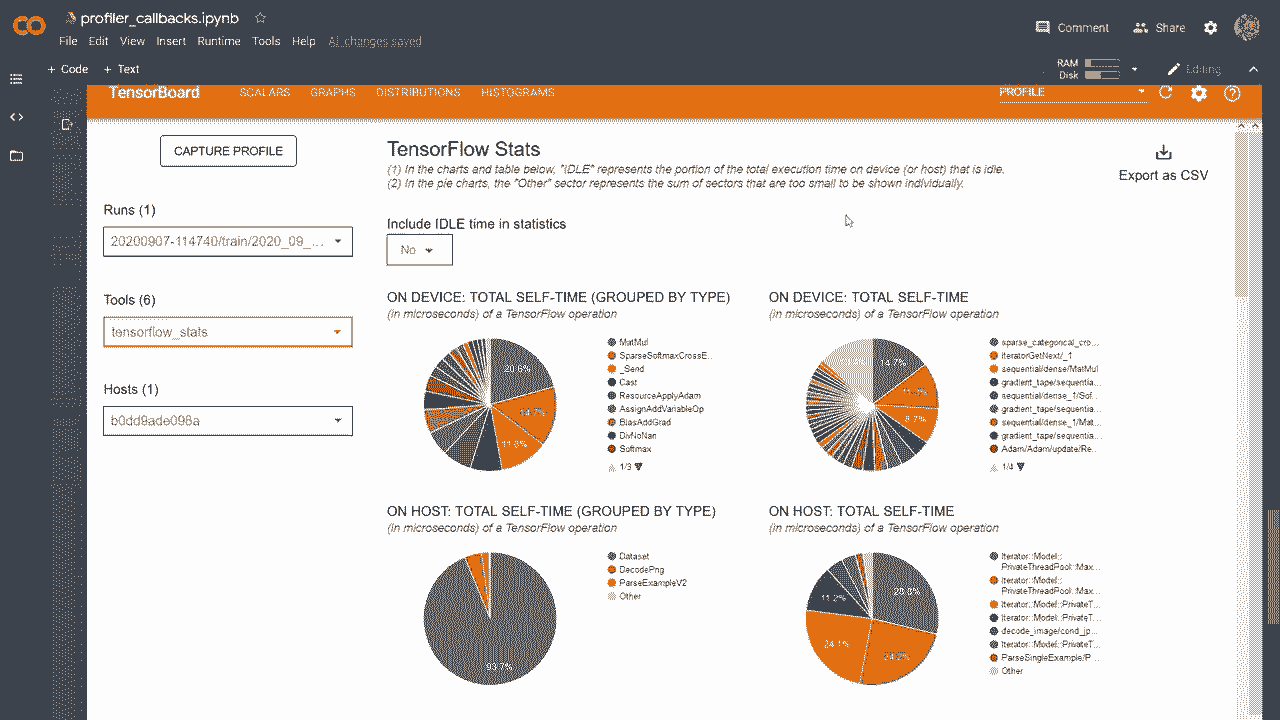 CO
profiler_callbacks.ipynb
File Edit View Insert Runtime Tools Help All changes saved
Comment
Share
+ Code + Text
RAM
Disk
Editing
TensorBoard
SCALARS GRAPHS DISTRIBUTIONS HISTOGRAMS
PROFILE
CAPTURE PROFILE
Runs (1)
20200907-114740/train/2020_09_...
Tools (6)
tensorflow_stats
Hosts (1)
b0dd9ade098a
TensorFlow Stats
(1) In the charts and table below, "IDLE" represents the portion of the total execution time on device (or host) that is idle.
(2) In the pie charts, the "Other" sector represents the sum of sectors that are too small to be shown individually.
Export as CSV
Include IDLE time in statistics
No
ON DEVICE: TOTAL SELF-TIME (GROUPED BY TYPE)
(in microseconds) of a TensorFlow operation
20.6%
14.7%
11.3%
MatMul
SparseSoftmaxCrossE...
_Send
Cast
ResourceApplyAdam
AssignAddVariableOp
BiasAddGrad
DivNoNan
Softmax
1/3
ON DEVICE: TOTAL SELF-TIME
(in microseconds) of a TensorFlow operation
14.7%
11.3%
8.7%
sparse_categorical_cro...
IteratorGetNext/_1
sequential/dense/MatMul
gradient_tape/sequentia...
sequential/dense_1/Sof...
gradient_tape/sequentia...
sequential/dense_1/Mat...
gradient_tape/sequentia...
Adam/Adam/update/Re...
1/4
ON HOST: TOTAL SELF-TIME (GROUPED BY TYPE)
(in microseconds) of a TensorFlow operation
93.7%
Dataset
DecodePng
ParseExampleV2
Other
ON HOST: TOTAL SELF-TIME
(in microseconds) of a TensorFlow operation
11.2%
24.1%
Iterator::Model::
PrivateThreadPool::Max...
Iterator::Model::
PrivateThreadPool::Max...
Iterator::Model::PrivateT...
Iterator::Model::PrivateT...
decode_image/cond_jp...
Iterator::Model::PrivateT...
ParseSingleExample/P...
Other